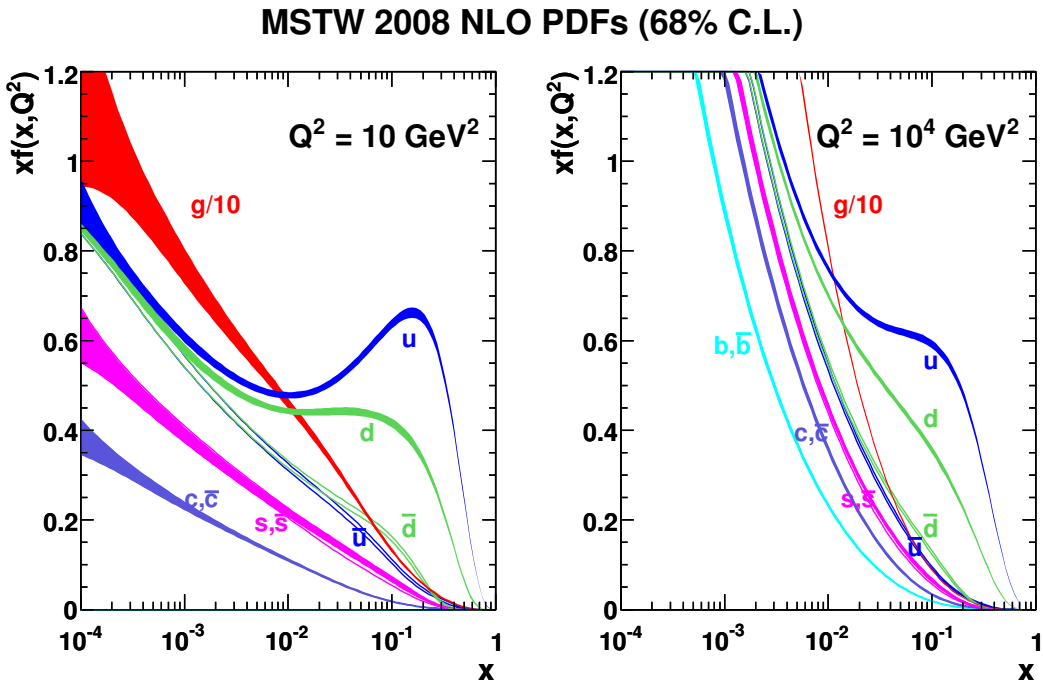 MSTW 2008 NLO PDFs (68% C.L.)
xf(x,Q²)
Q² = 10 GeV²
1.2
1
0.8
0.6
0.4
0.2
0
g/10
u
d
c,c̅
s,s̅
u̅
d̅
10⁻⁴
10⁻³
10⁻²
10⁻¹
1
x
xf(x,Q²)
Q² = 10⁴ GeV²
1.2
1
0.8
0.6
0.4
0.2
0
g/10
b,b̅
u
d
c,c̅
s,s̅
d̅
u̅
10⁻⁴
10⁻³
10⁻²
10⁻¹
1
x